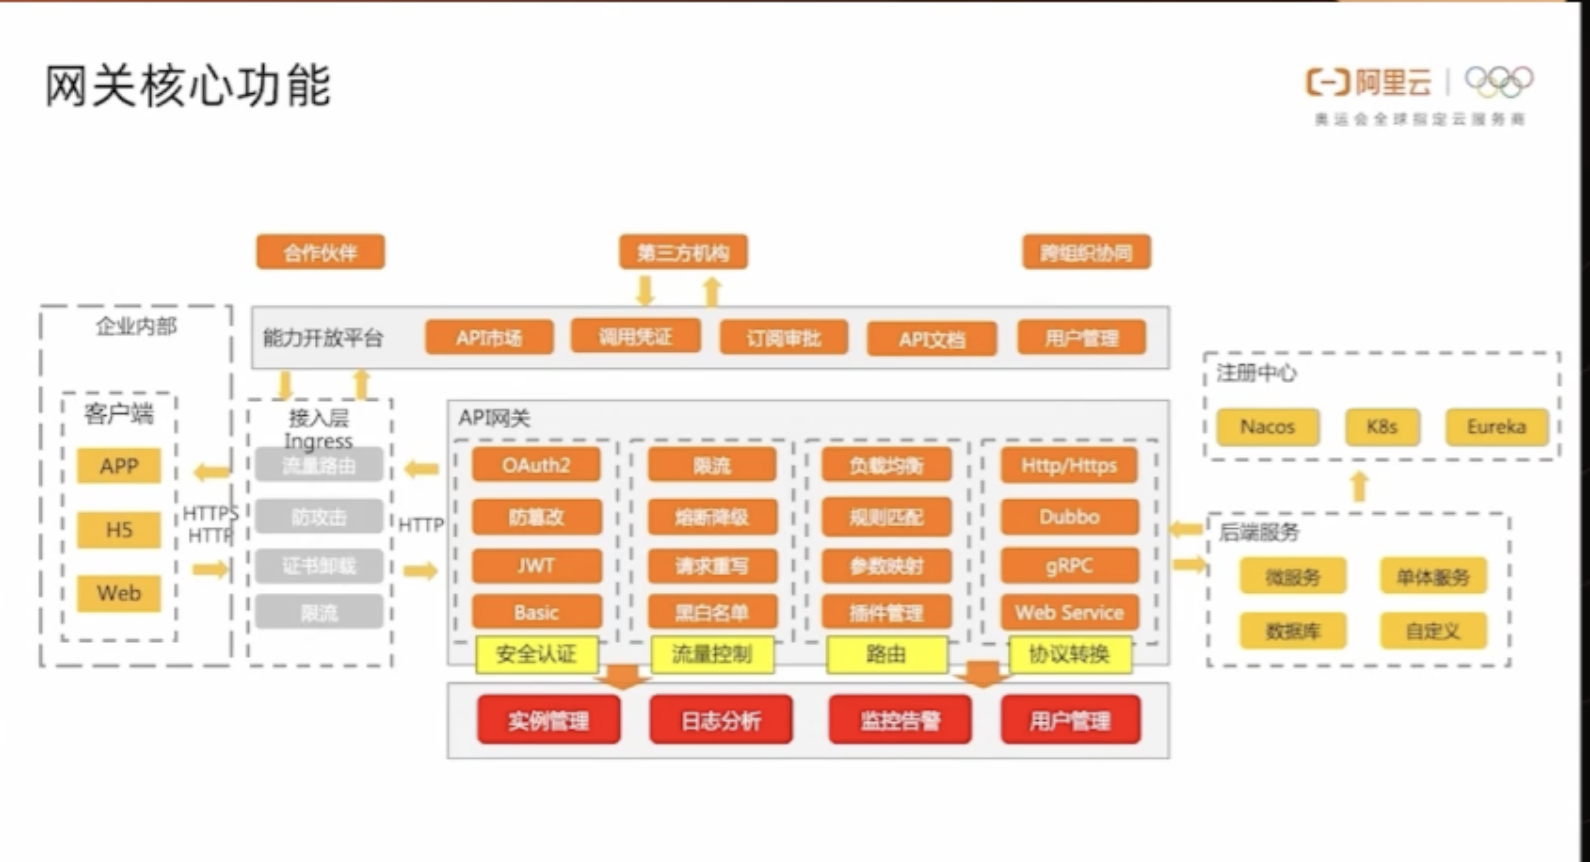 网关核心功能
阿里云
奥运会全球指定云服务商
合作伙伴
第三方机构
跨组织协同
企业内部
能力开放平台
API市场
调用凭证
订阅审批
API文档
用户管理
客户端
APP
H5
Web
HTTPS
HTTP
接入层
Ingress
流量路由
防攻击
证书卸载
限流
HTTP
API网关
OAuth2
防篡改
JWT
Basic
安全认证
限流
熔断降级
请求重写
黑白名单
流量控制
负载均衡
规则匹配
参数映射
插件管理
路由
Http/Https
Dubbo
gRPC
Web Service
协议转换
实例管理
日志分析
监控告警
用户管理
注册中心
Nacos
K8s
Eureka
后端服务
微服务
单体服务
数据库
自定义